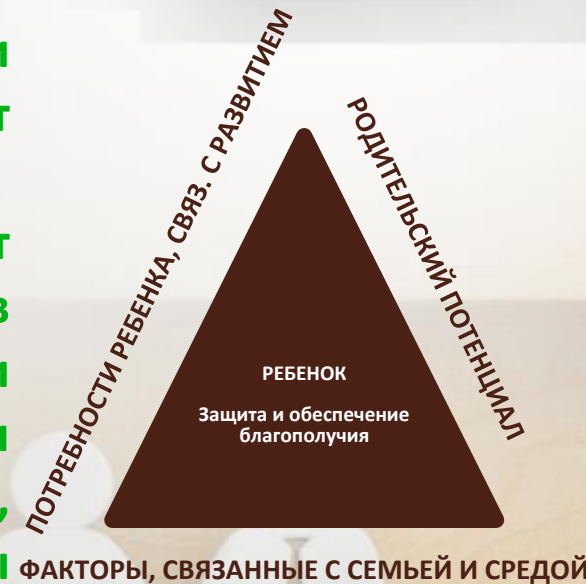 ПОТРЕБНОСТИ РЕБЕНКА, СВЯЗ. С РАЗВИТИЕМ
РОДИТЕЛЬСКИЙ ПОТЕНЦИАЛ
РЕБЕНОК
Защита и обеспечение
благополучия
ФАКТОРЫ, СВЯЗАННЫЕ С СЕМЬЕЙ И СРЕДОЙ